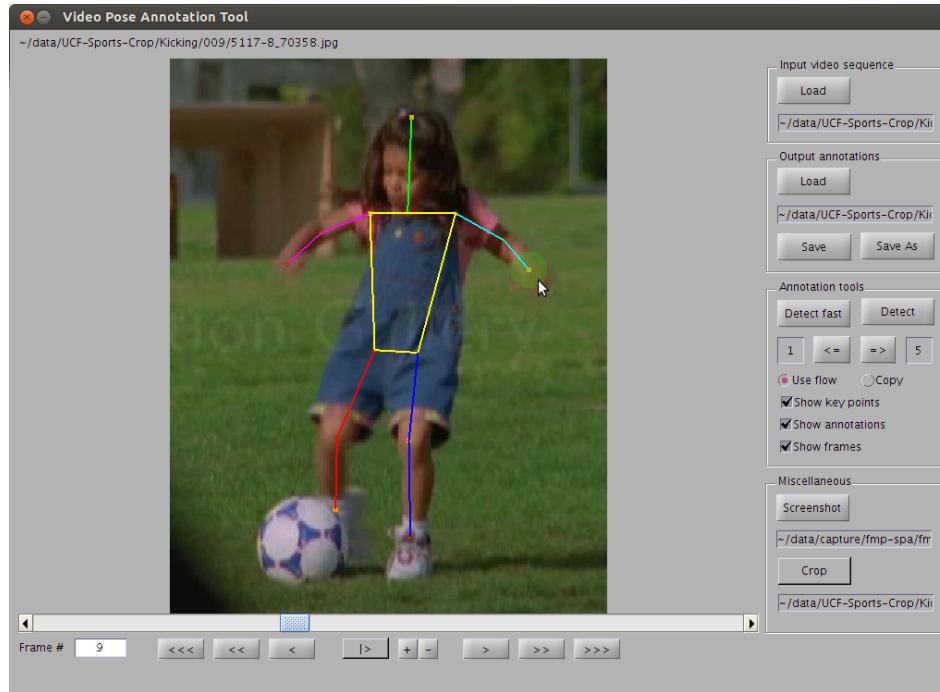 Video Pose Annotation Tool
~/data/UCF-Sports-Crop/Kicking/009/5117-8_70358.jpg
Input video sequence
Load
~/data/UCF-Sports-Crop/Kic
Output annotations
Load
~/data/UCF-Sports-Crop/Kic
Save
Save As
Annotation tools
Detect fast
Detect
1
<=
=>
5
Use flow
Copy
Show key points
Show annotations
Show frames
Miscellaneous
Screenshot
~/data/capture/fmp-spa/fm
Crop
~/data/UCF-Sports-Crop/Kic
Frame #
9
<<<
<<
<
|>
+
-
>
>>
>>>